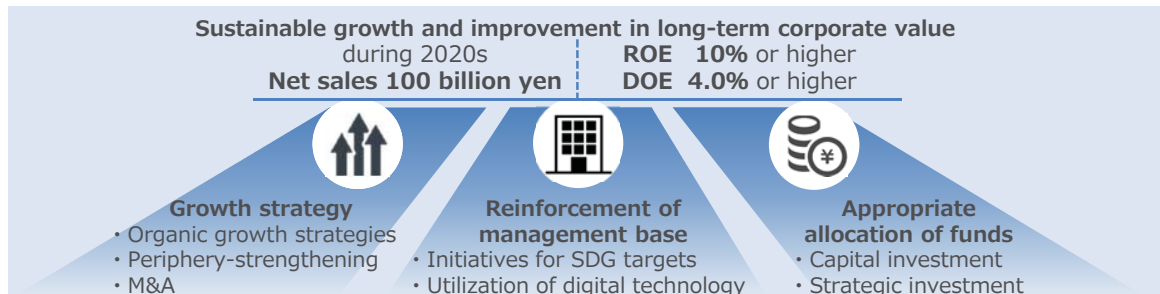 Sustainable growth and improvement in long-term corporate value
during 2020s
Net sales 100 billion yen
ROE 10% or higher
DOE 4.0% or higher
¥
Growth strategy
・Organic growth strategies
・Periphery-strengthening
・M&A
Reinforcement of
management base
・Initiatives for SDG targets
・Utilization of digital technology
Appropriate
allocation of funds
・Capital investment
・Strategic investment